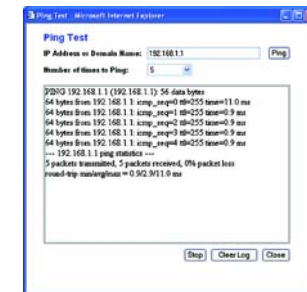 Ping Test - Microsoft Internet Explorer
Ping Test
IP Address or Domain Name: 192.168.1.1 Ping
Number of times to Ping: 5
PING 192.168.1.1 (192.168.1.1): 56 data bytes
64 bytes from 192.168.1.1: icmp_seq=0 ttl=255 time=11.0 ms
64 bytes from 192.168.1.1: icmp_seq=1 ttl=255 time=0.9 ms
64 bytes from 192.168.1.1: icmp_seq=2 ttl=255 time=0.9 ms
64 bytes from 192.168.1.1: icmp_seq=3 ttl=255 time=0.9 ms
64 bytes from 192.168.1.1: icmp_seq=4 ttl=255 time=0.9 ms
--- 192.168.1.1 ping statistics ---
5 packets transmitted, 5 packets received, 0% packet loss
round-trip min/avg/max = 0.9/2.9/11.0 ms
Stop Clear Log Close